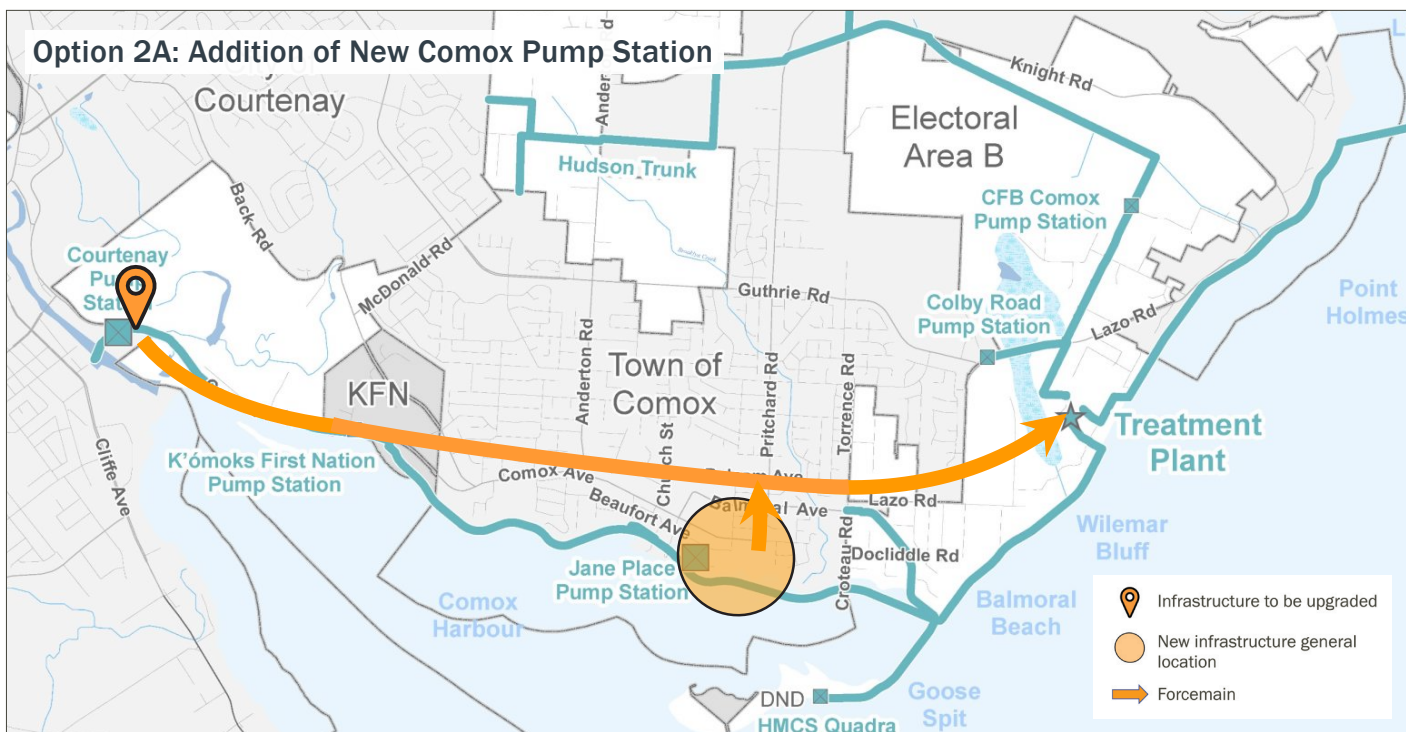 Option 2A: Addition of New Comox Pump Station
Courtenay
Knight Rd
Electoral
Area B
Hudson Trunk
CFB Comox
Pump Station
Back Rd
McDonald Rd
Courtenay
Guthrie Rd
Colby Road
Pump Station
Lazo Rd
Point
Holmes
Anderton Rd
Town of
Comox
Pritchard Rd
Torrence Rd
KFN
Treatment
Plant
Cliffe Ave
K'ómoks First Nation
Pump Station
Comox Ave
Church St
Beaufort Ave
Lazo Rd
Wilemar
Bluff
Jane Place
Pump Station
Croteau Rd
Docliddle Rd
Comox
Harbour
Balmoral
Beach
DND
HMCS Quadra
Goose
Spit
Infrastructure to be upgraded
New infrastructure general
location
Forcemain